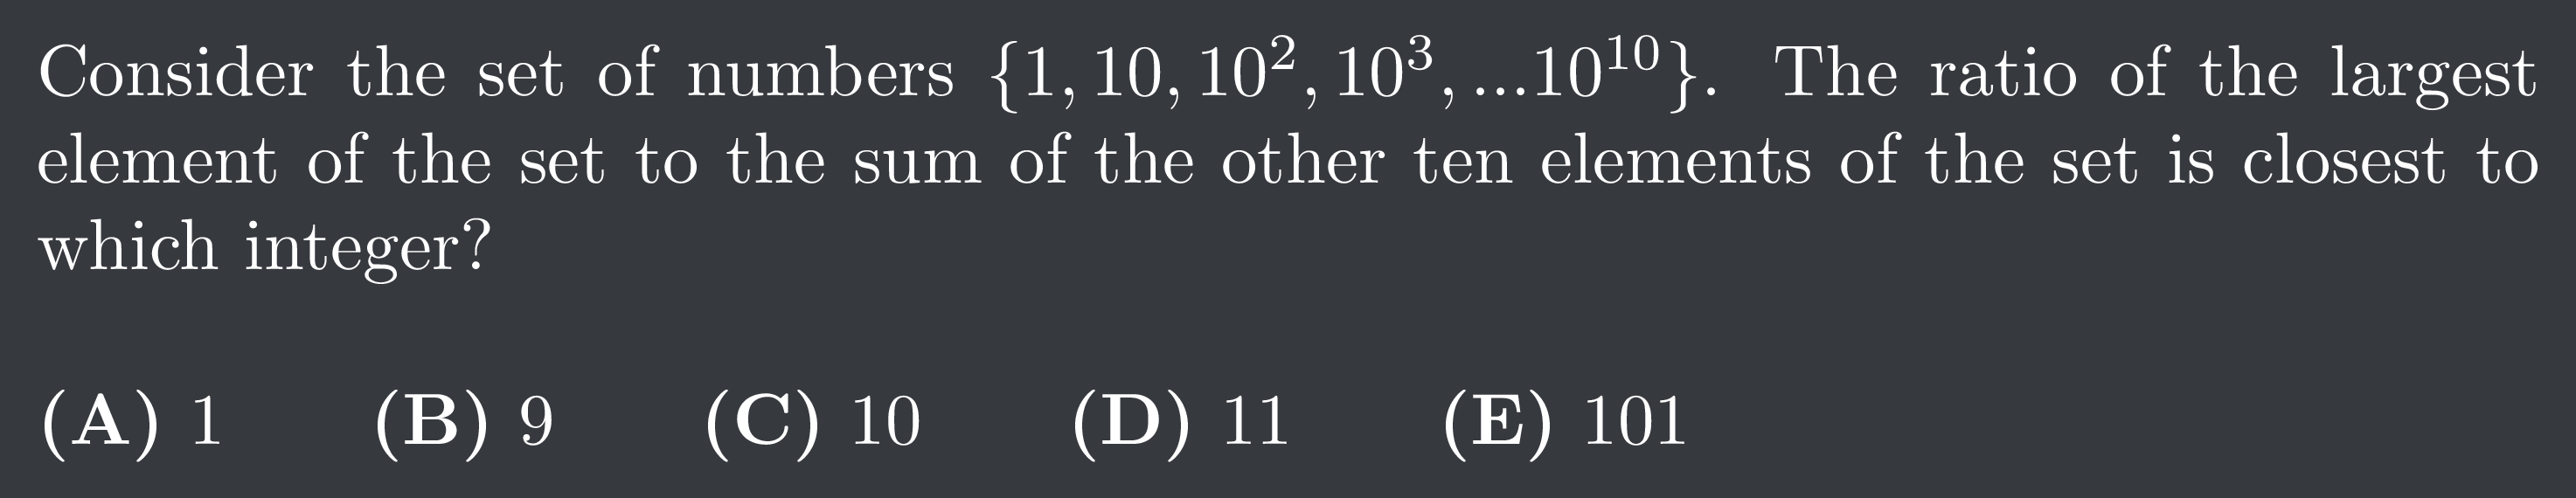 Consider the set of numbers {1, 10, 10², 10³, ...10¹⁰}. The ratio of the largest
element of the set to the sum of the other ten elements of the set is closest to
which integer?
(A) 1 (B) 9 (C) 10 (D) 11 (E) 101